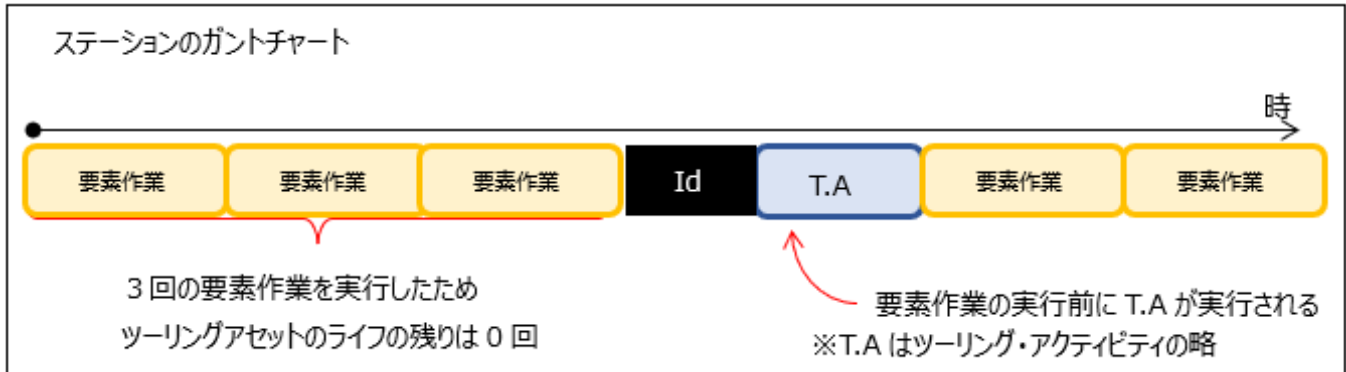 ステーションのガントチャート
時
要素作業 要素作業 要素作業 Id T.A 要素作業 要素作業
3回の要素作業を実行したため
ツーリングアセットのライフの残りは 0 回
要素作業の実行前に T.A が実行される
※T.A はツーリング・アクティビティの略